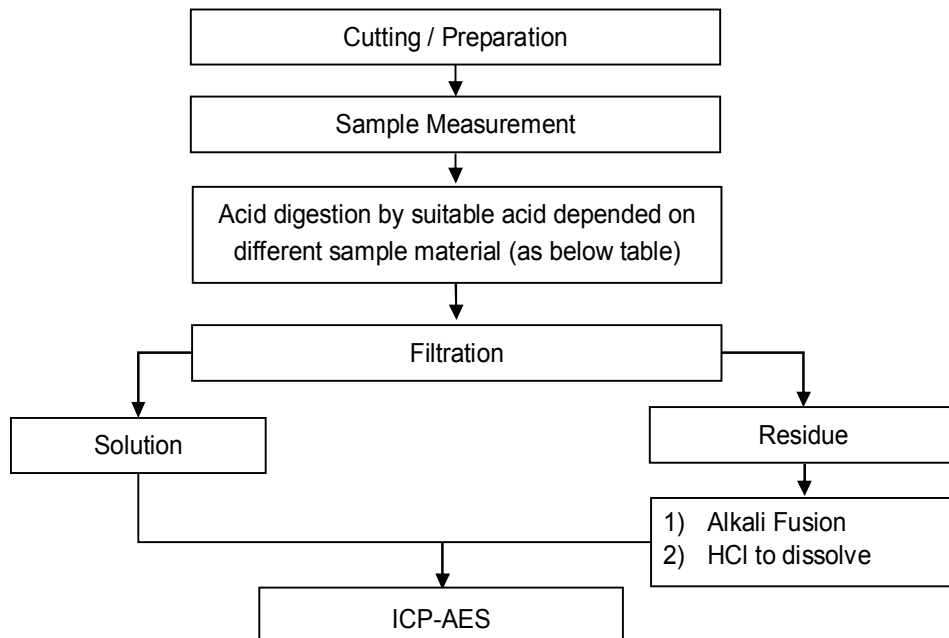 Cutting / Preparation
Sample Measurement
Acid digestion by suitable acid depended on
different sample material (as below table)
Filtration
Solution
Residue
1) Alkali Fusion
2) HCl to dissolve
ICP-AES